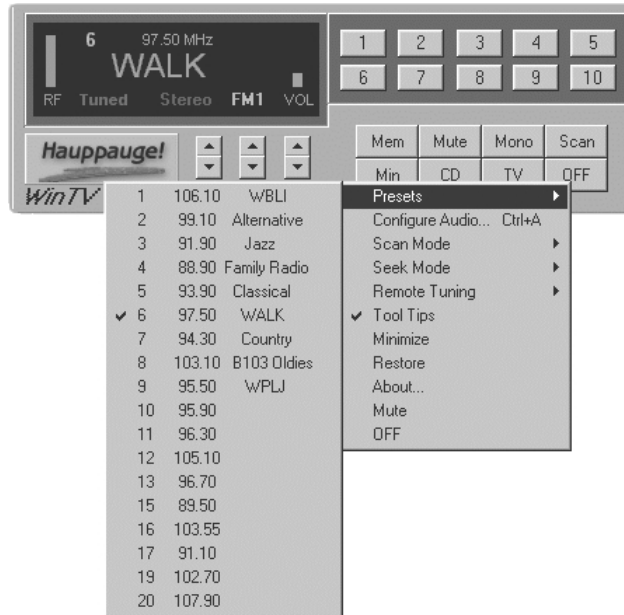 6 97.50 MHz
WALK
RF Tuned Stereo FM1 VOL
1 2 3 4 5
6 7 8 9 10
Hauppauge!
WinTV
Mem Mute Mono Scan
Min CD TV OFF
1 106.10 WBLI
2 99.10 Alternative
3 91.90 Jazz
4 88.90 Family Radio
5 93.90 Classical
✓ 6 97.50 WALK
7 94.30 Country
8 103.10 B103 Oldies
9 95.50 WPLJ
10 95.90
11 96.30
12 105.10
13 96.70
15 89.50
16 103.55
17 91.10
19 102.70
20 107.90
Presets
Configure Audio... Ctrl+A
Scan Mode
Seek Mode
Remote Tuning
✓ Tool Tips
Minimize
Restore
About...
Mute
OFF